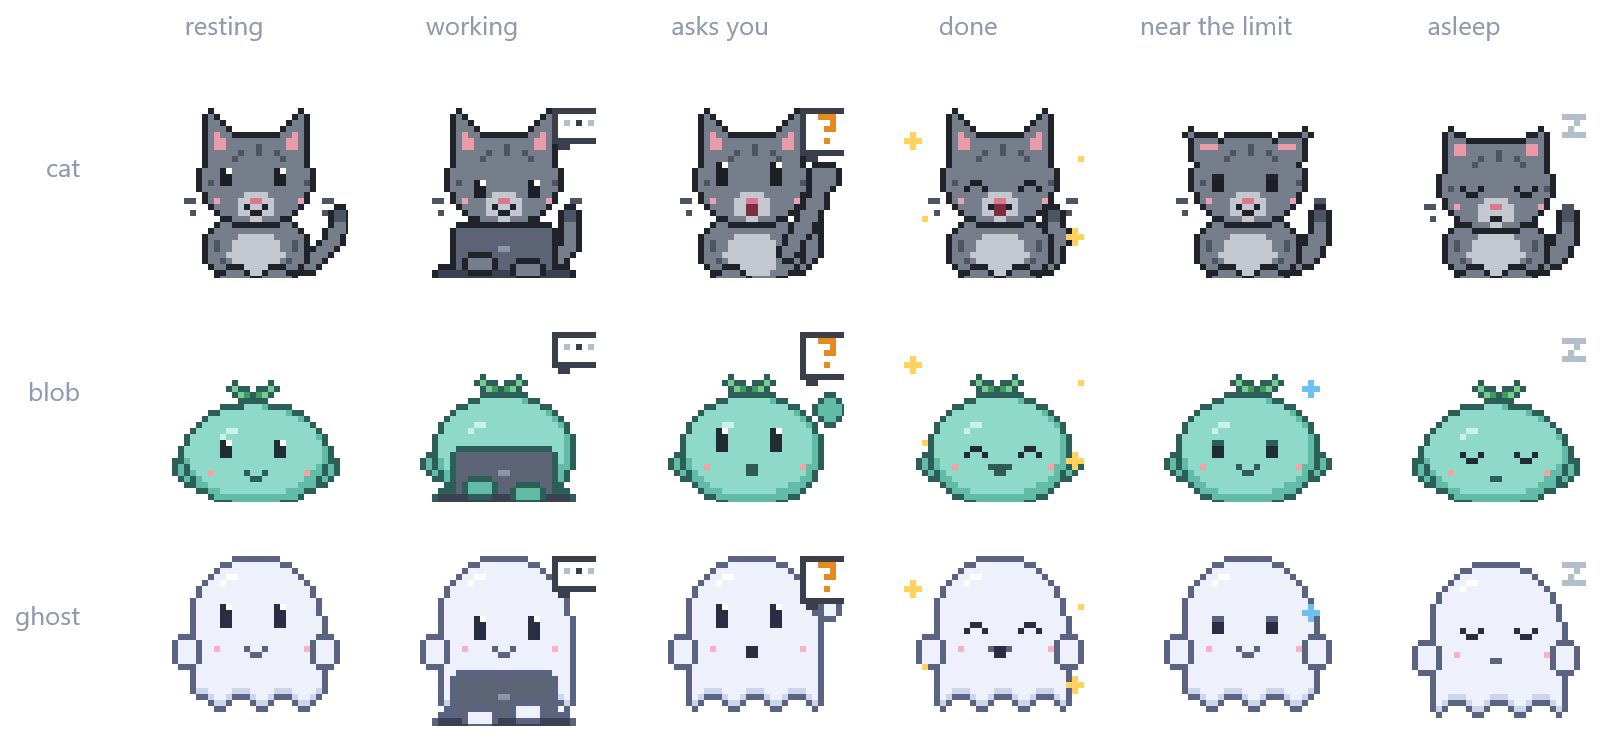 resting working asks you done near the limit asleep
cat
...
?
Z
blob
...
?
Z
ghost
...
?
Z